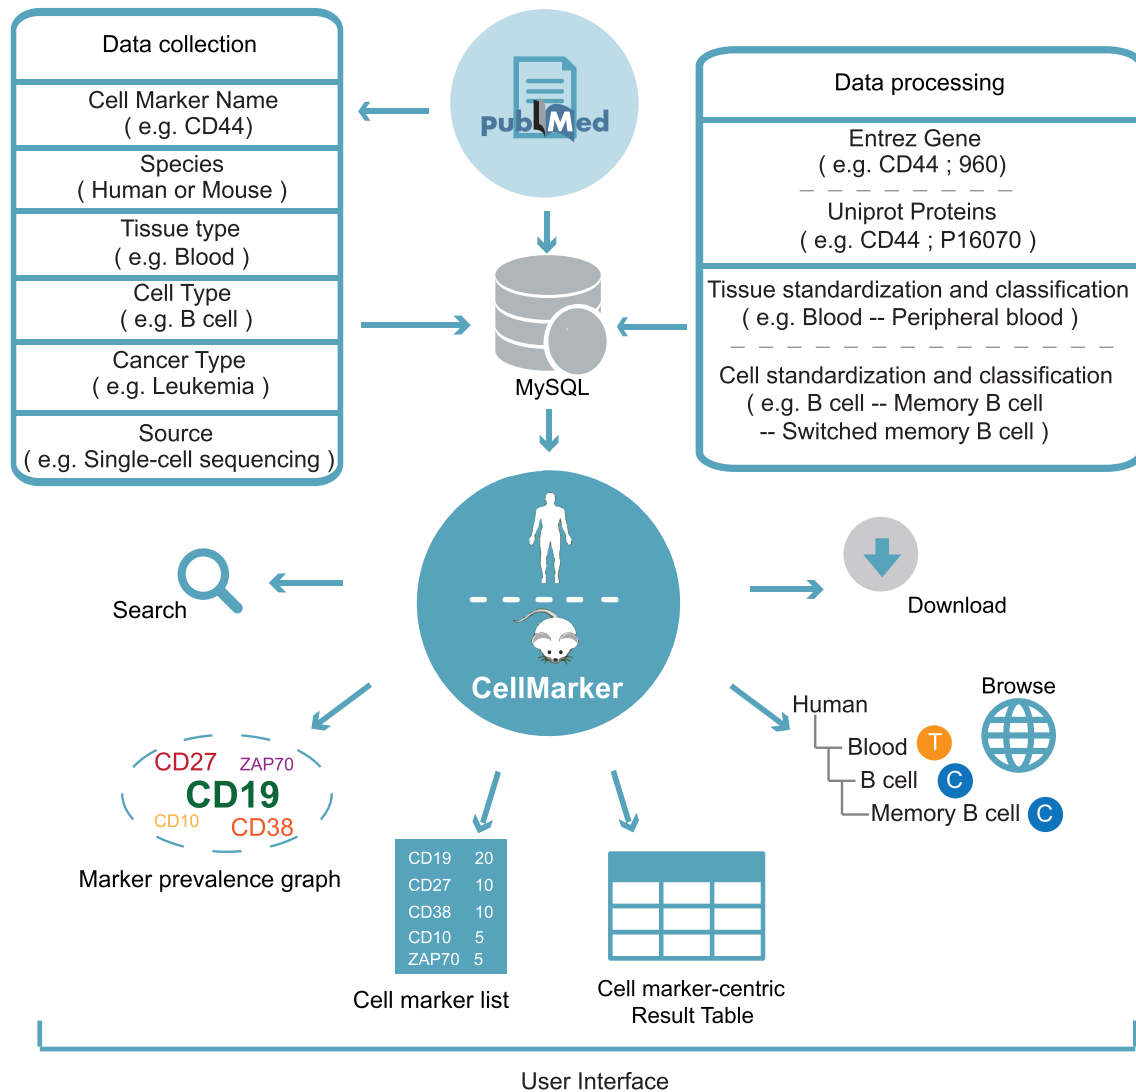 Data collection
Cell Marker Name
( e.g. CD44)
Species
( Human or Mouse )
Tissue type
( e.g. Blood )
Cell Type
( e.g. B cell )
Cancer Type
( e.g. Leukemia )
Source
( e.g. Single-cell sequencing )
PubMed
Data processing
Entrez Gene
( e.g. CD44 ; 960)
Uniprot Proteins
( e.g. CD44 ; P16070 )
Tissue standardization and classification
( e.g. Blood -- Peripheral blood )
Cell standardization and classification
( e.g. B cell -- Memory B cell
-- Switched memory B cell )
MySQL
CellMarker
Search
Download
Browse
Human
Blood T
B cell C
Memory B cell C
CD27 ZAP70
CD19
CD10 CD38
Marker prevalence graph
CD19 20
CD27 10
CD38 10
CD10 5
ZAP70 5
Cell marker list
Cell marker-centric
Result Table
User Interface